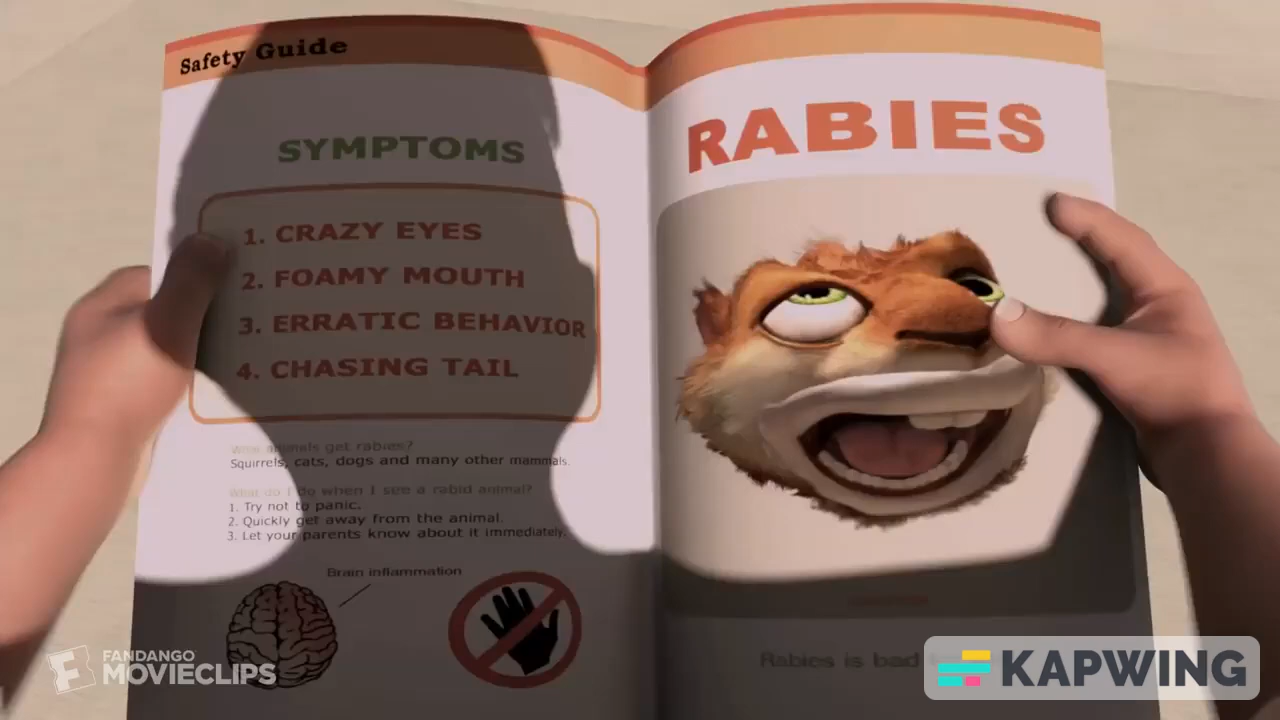 Safety Guide
SYMPTOMS
1. CRAZY EYES
2. FOAMY MOUTH
3. ERRATIC BEHAVIOR
4. CHASING TAIL
What animals get rabies?
Squirrels, cats, dogs and many other mammals.
What do I do when I see a rabid animal?
1. Try not to panic.
2. Quickly get away from the animal.
3. Let your parents know about it immediately.
Brain inflammation
RABIES
Rabies is bad
FANDANGO
MOVIECLIPS
KAPWING